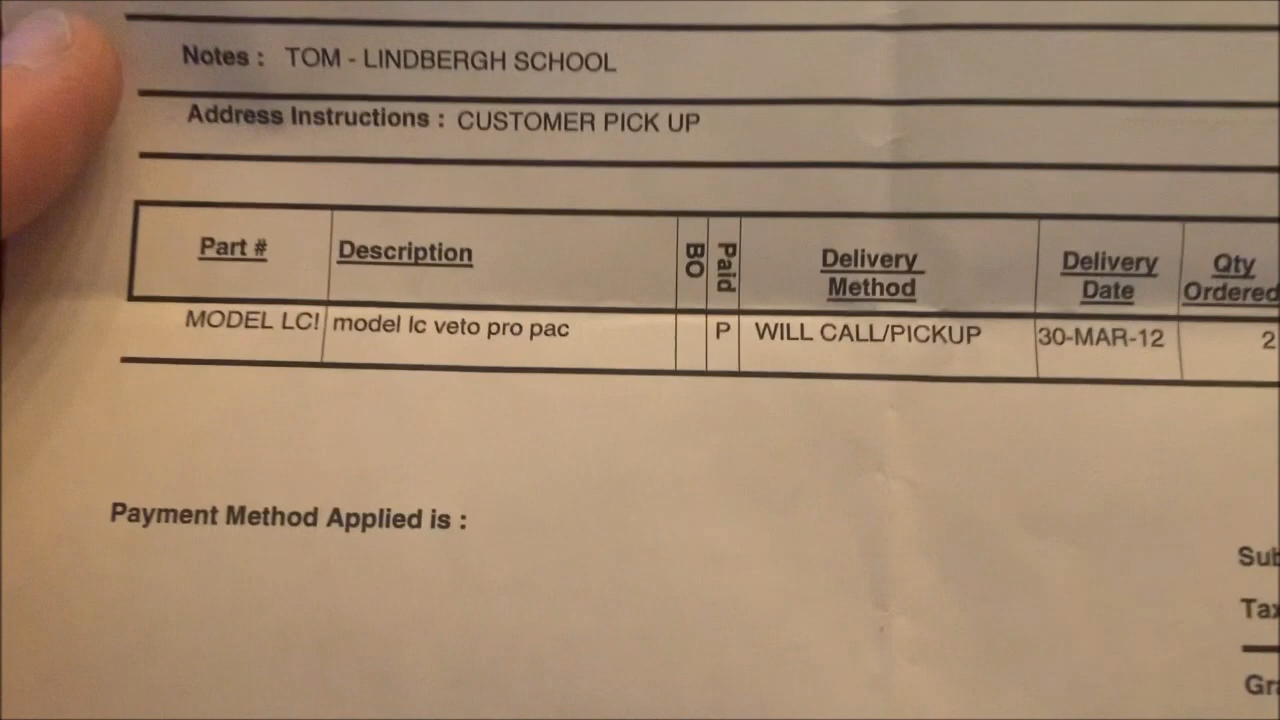 Notes : TOM - LINDBERGH SCHOOL
Address Instructions : CUSTOMER PICK UP
Part # Description BO Paid Delivery Method Delivery Date Qty Ordered
MODEL LC! model lc veto pro pac P WILL CALL/PICKUP 30-MAR-12 2
Payment Method Applied is :
Sub
Tax
Gra